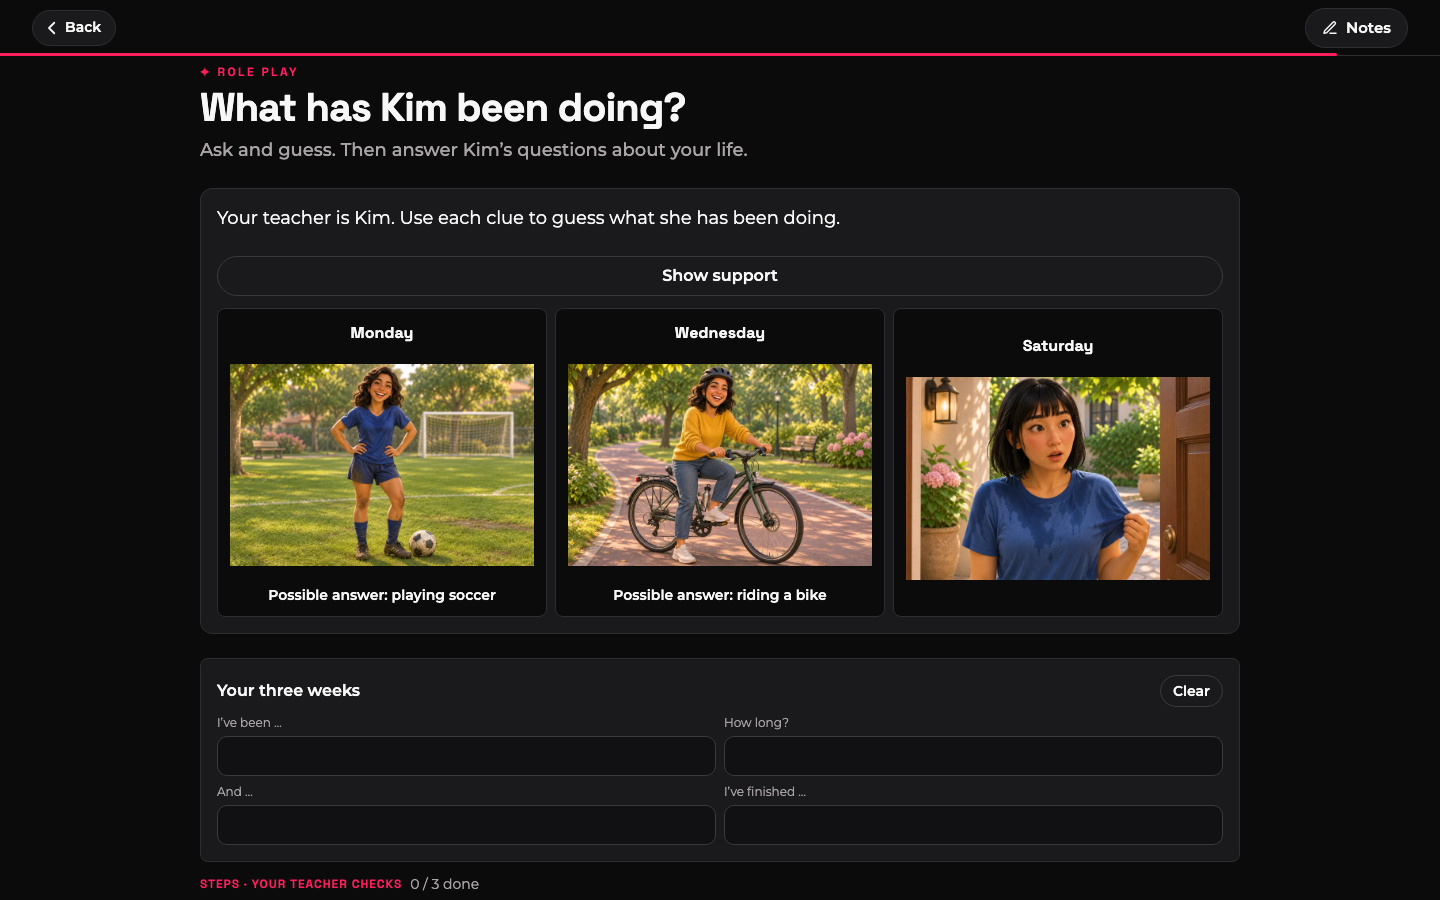 Back
Notes
✦ ROLE PLAY
What has Kim been doing?
Ask and guess. Then answer Kim’s questions about your life.
Your teacher is Kim. Use each clue to guess what she has been doing.
Show support
Monday
Possible answer: playing soccer
Wednesday
Possible answer: riding a bike
Saturday
Your three weeks
Clear
I’ve been ...
How long?
And ...
I’ve finished ...
STEPS · YOUR TEACHER CHECKS 0 / 3 done